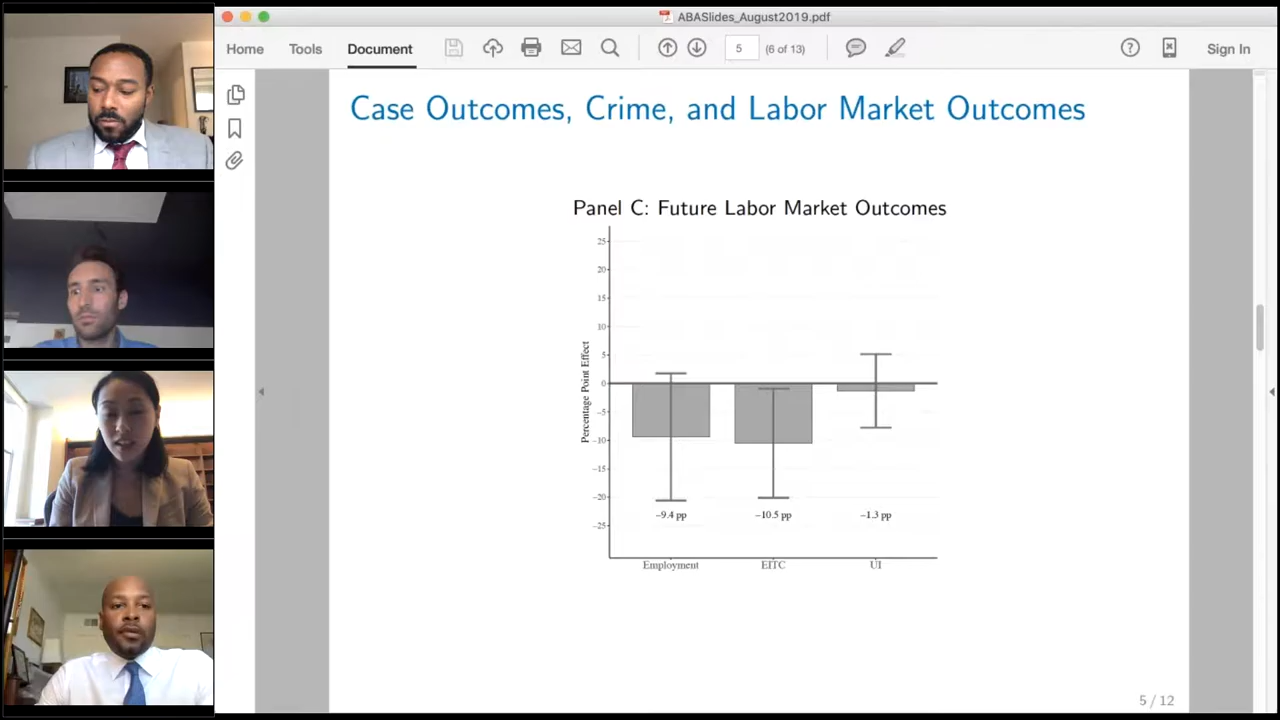 ABASlides_August2019.pdf
Home Tools Document 5 (6 of 13) Sign In
Case Outcomes, Crime, and Labor Market Outcomes
Panel C: Future Labor Market Outcomes
Percentage Point Effect
25
20
15
10
5
0
−5
−10
−15
−20
−25
−9.4 pp −10.5 pp −1.3 pp
Employment EITC UI
5 / 12